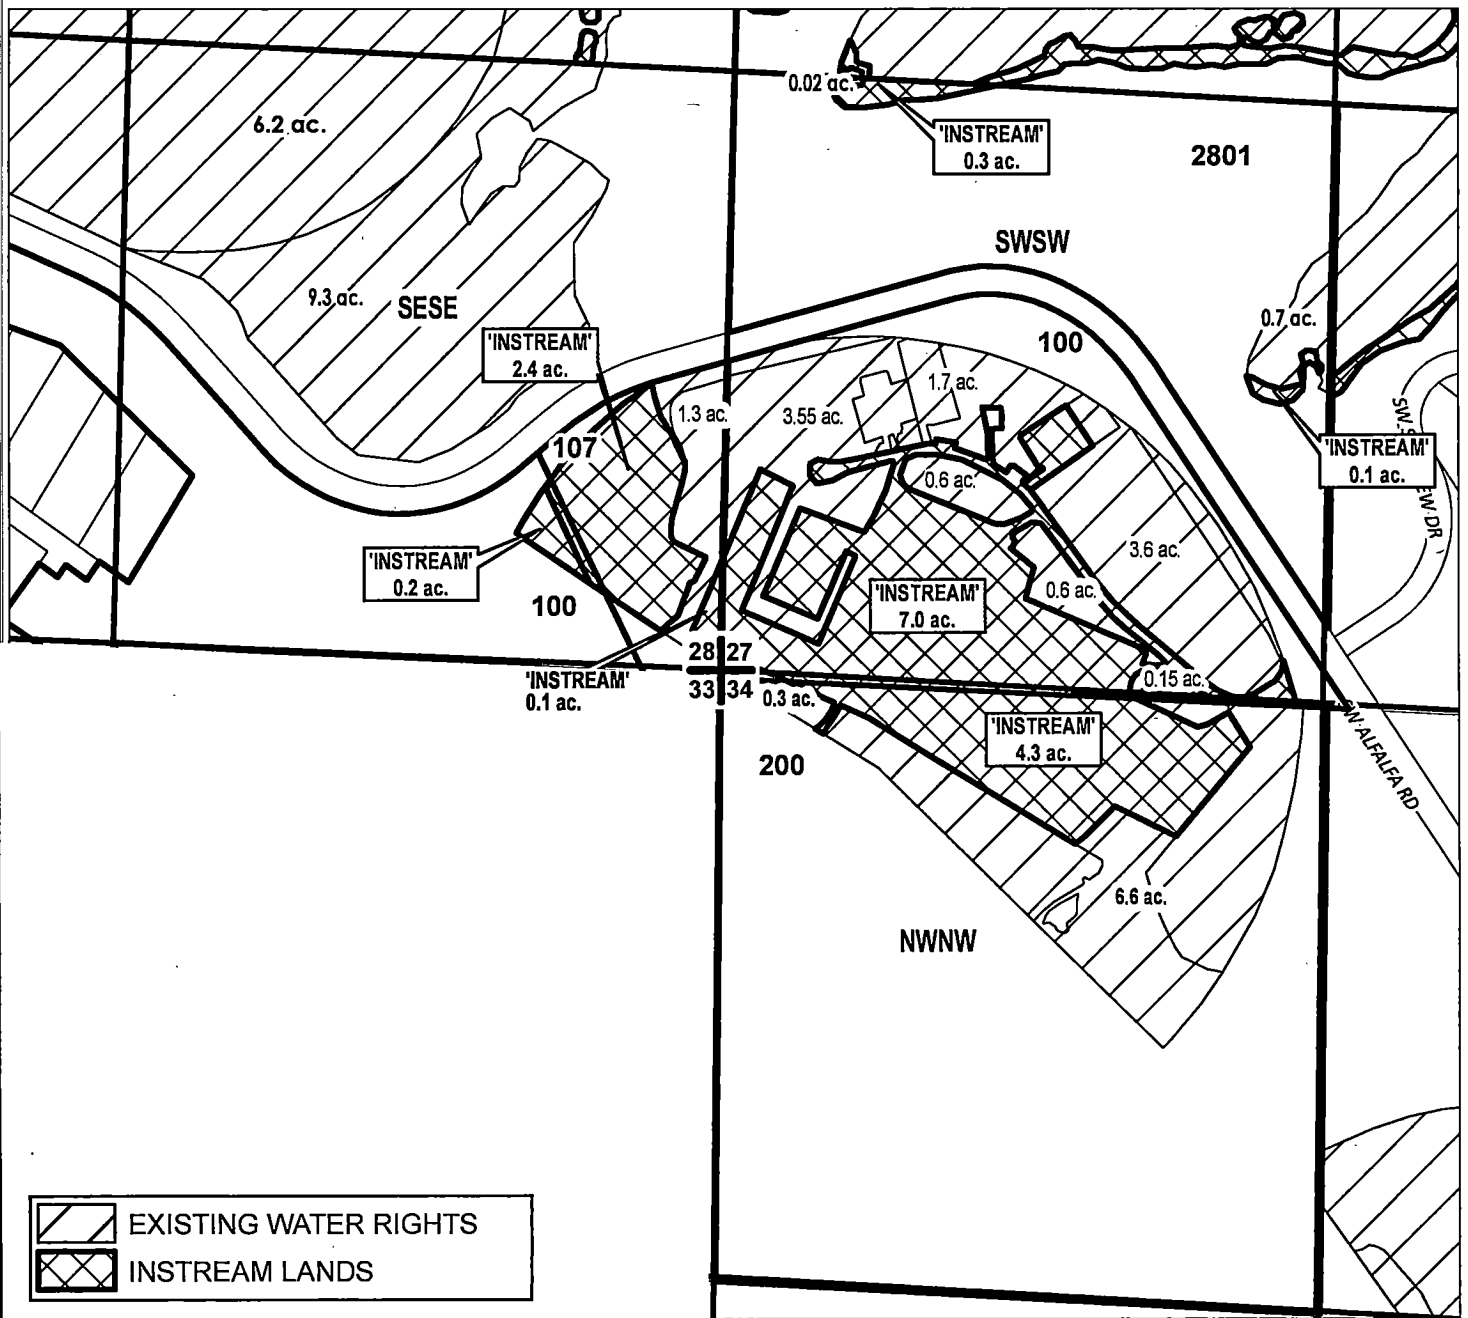 6.2 ac.
0.02 ac.
'INSTREAM'
0.3 ac.
2801
SWSW
9.3 ac.
SESE
0.7 ac.
'INSTREAM'
2.4 ac.
100
1.7 ac.
1.3 ac.
3.55 ac.
107
'INSTREAM'
0.1 ac.
0.6 ac.
3.6 ac.
'INSTREAM'
0.2 ac.
100
'INSTREAM'
7.0 ac.
0.6 ac.
28 27
33 34
'INSTREAM'
0.1 ac.
0.3 ac.
0.15 ac.
'INSTREAM'
4.3 ac.
200
SW ALFALFA RD
6.6 ac.
NWNW
EXISTING WATER RIGHTS
INSTREAM LANDS